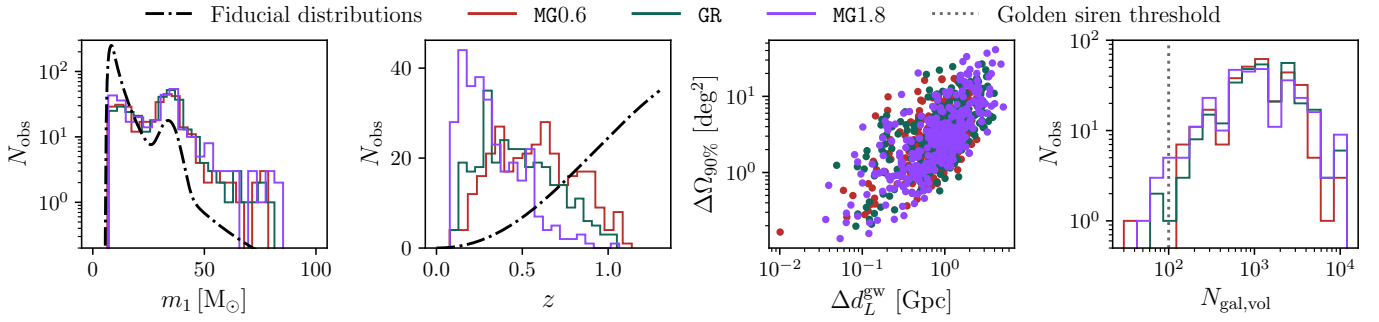 Fiducial distributions MG0.6 GR MG1.8 Golden siren threshold
N_obs
10^2
10^1
10^0
0 50 100
m_1 [M_⊙]
N_obs
40
20
0
0.0 0.5 1.0
z
ΔΩ_90% [deg^2]
10^1
10^0
10^−2 10^−1 10^0
Δd_L^gw [Gpc]
N_obs
10^2
10^1
10^0
10^2 10^3 10^4
N_gal,vol